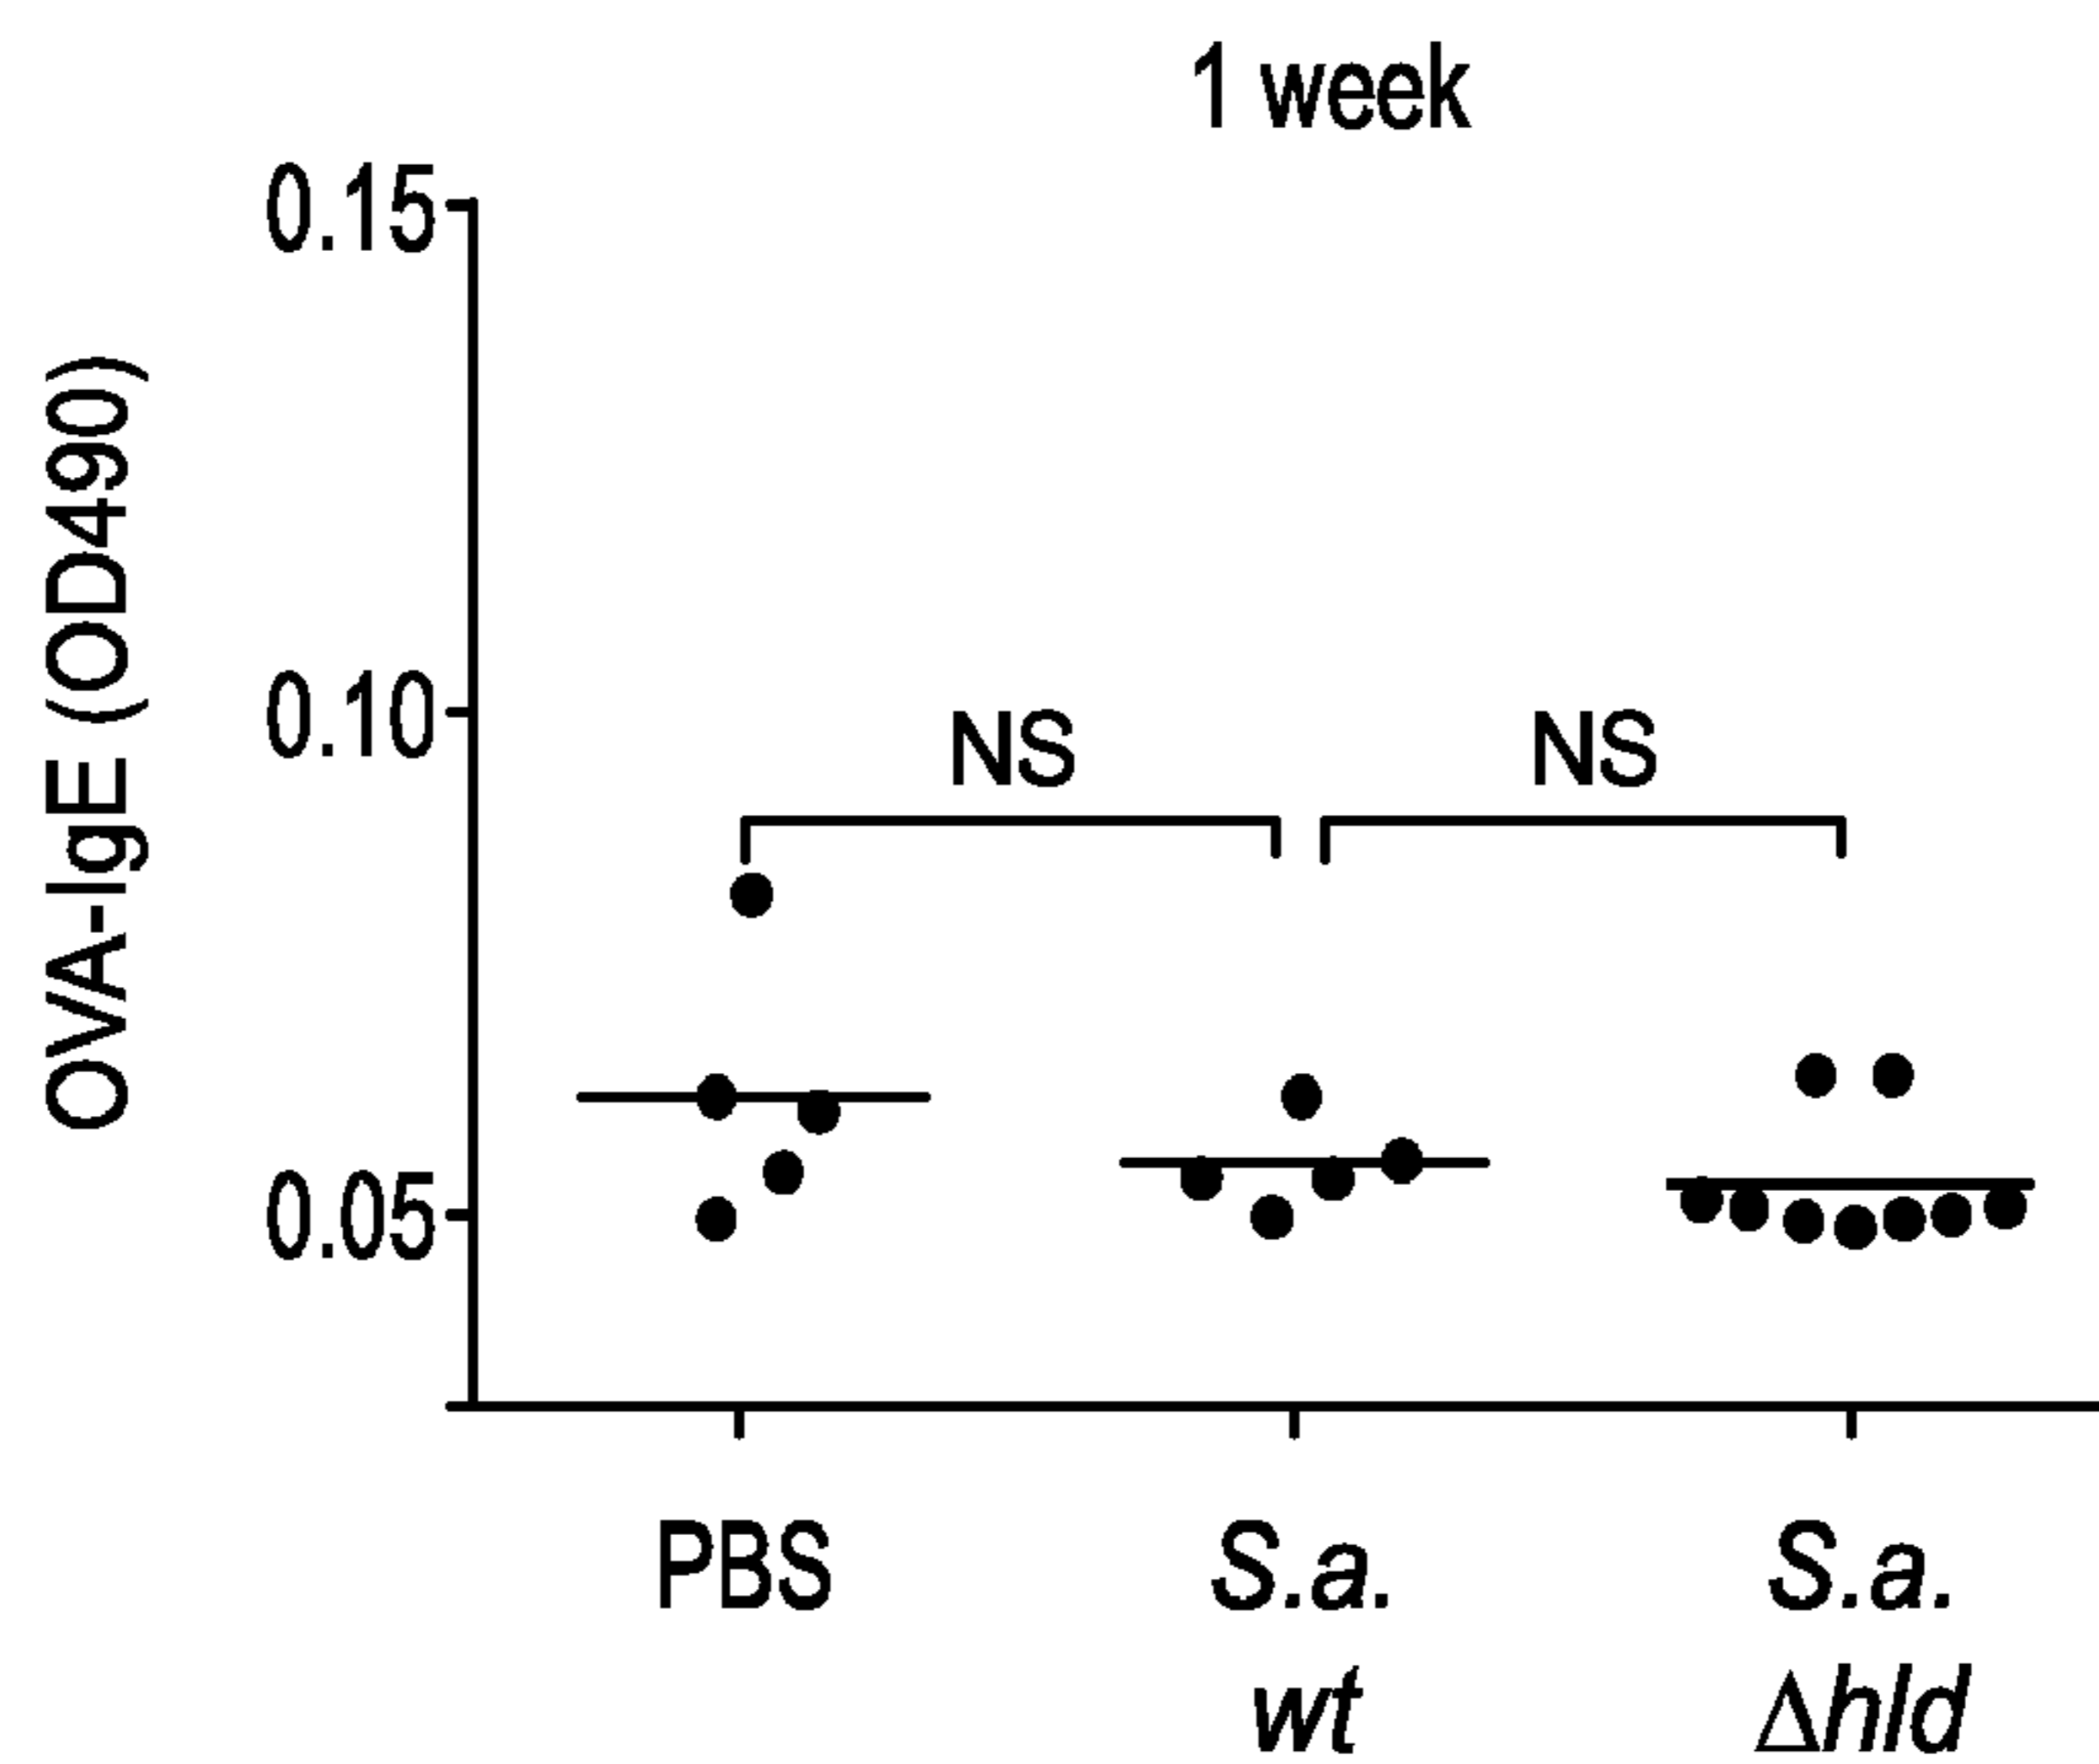 1 week
0.15
0.10
0.05
OVA-IgE (OD490)
NS
NS
PBS
S.a.
wt
S.a.
Δhld